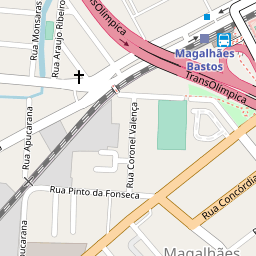 Rua Monsaras
Rua Araujo Ribeiro
TransOlímpica
Magalhães
Bastos
TransOlímpica
Rua Coronel Valença
Rua Apucarana
Rua Pinto da Fonseca
Rua Concórdia
Magalhães